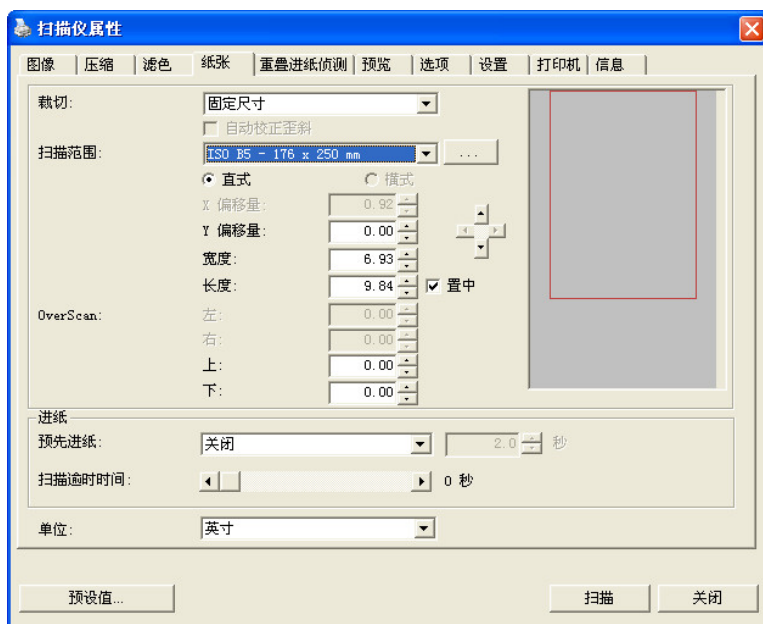 扫描仪属性
图像 压缩 滤色 纸张 重叠进纸侦测 预览 选项 设置 打印机 信息
裁切: 固定尺寸
自动校正歪斜
扫描范围: ISO B5 - 176 x 250 mm ...
直式 横式
X 偏移量: 0.92
Y 偏移量: 0.00
宽度: 6.93
长度: 9.84 置中
OverScan: 左: 0.00
右: 0.00
上: 0.00
下: 0.00
进纸
预先进纸: 关闭 2.0 秒
扫描逾时时间: 0 秒
单位: 英寸
预设值... 扫描 关闭